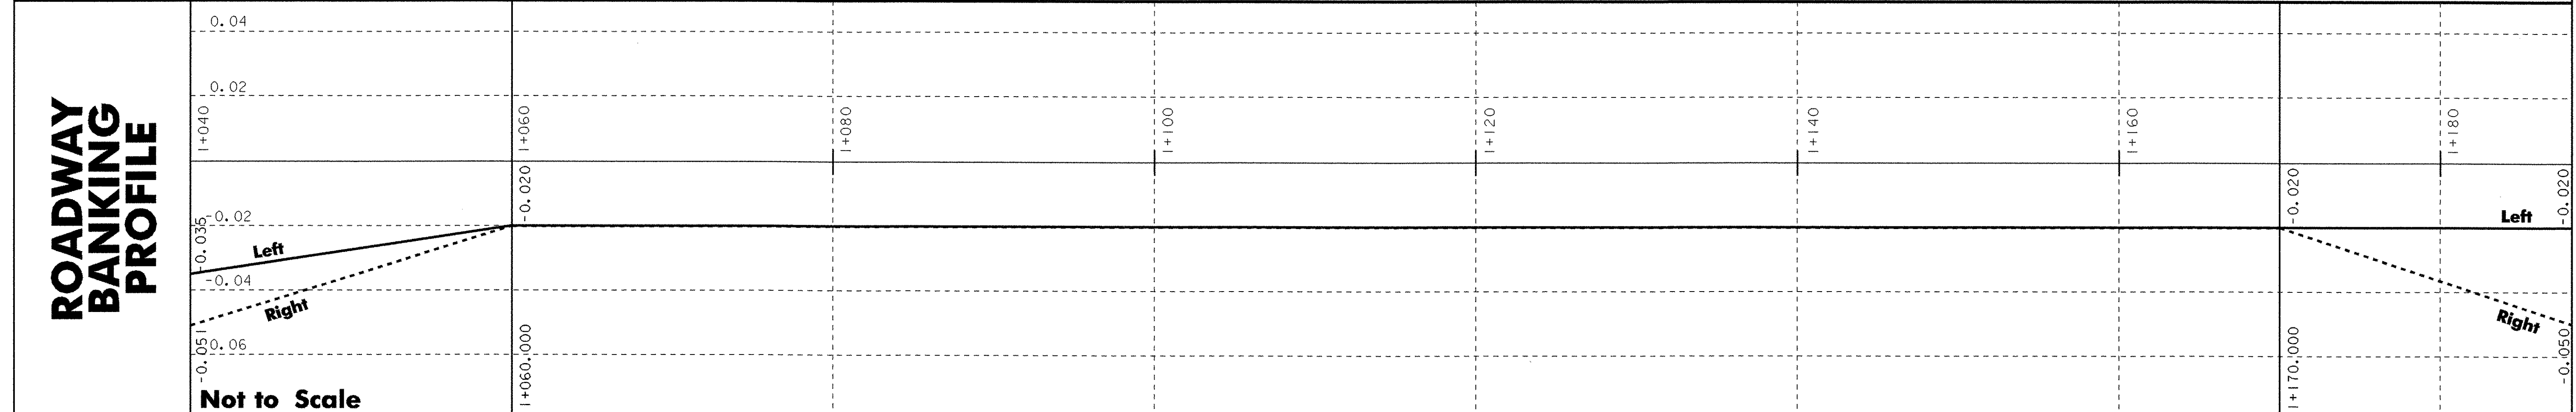 ROADWAY
BANKING
PROFILE
0.04
0.02
1+040
1+060
1+080
1+100
1+120
1+140
1+160
1+180
-0.020
-0.020
-0.020
-0.02
-0.035
Left
Left
-0.04
Right
Right
-0.051
0.06
1+060.000
1+170.000
-0.050
Not to Scale